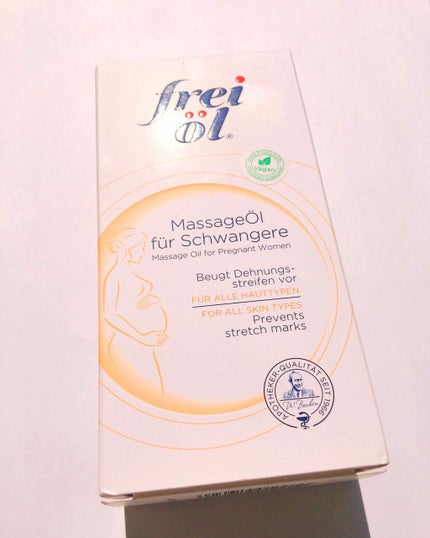 frei
öl®
VEGAN
MassageÖl
für Schwangere
Massage Oil for Pregnant Women
Beugt Dehnungs-
streifen vor
FÜR ALLE HAUTTYPEN
FOR ALL SKIN TYPES
Prevents
stretch marks
APOTHEKER-QUALITÄT SEIT 1966